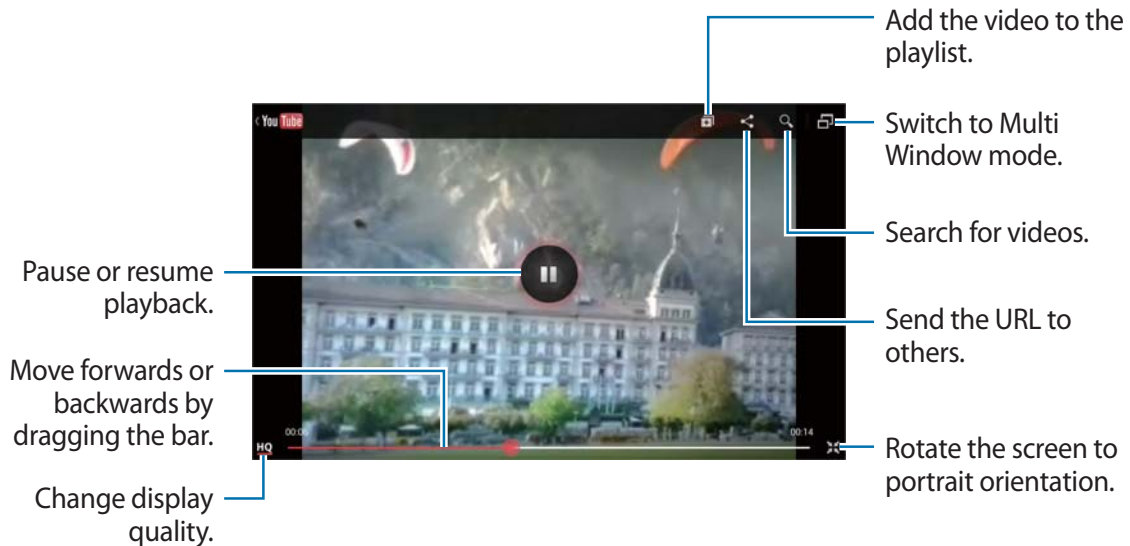 Add the video to the
playlist.
You Tube
Switch to Multi
Window mode.
Search for videos.
Pause or resume
playback.
Send the URL to
others.
Move forwards or
backwards by
dragging the bar.
00:06
00:14
HQ
Rotate the screen to
portrait orientation.
Change display
quality.